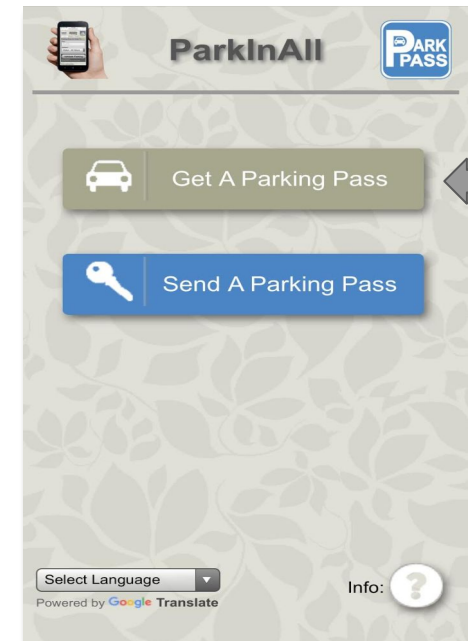 ParkInAll
PARK
PASS
Get A Parking Pass
Send A Parking Pass
Select Language
Powered by Google Translate
Info: ?